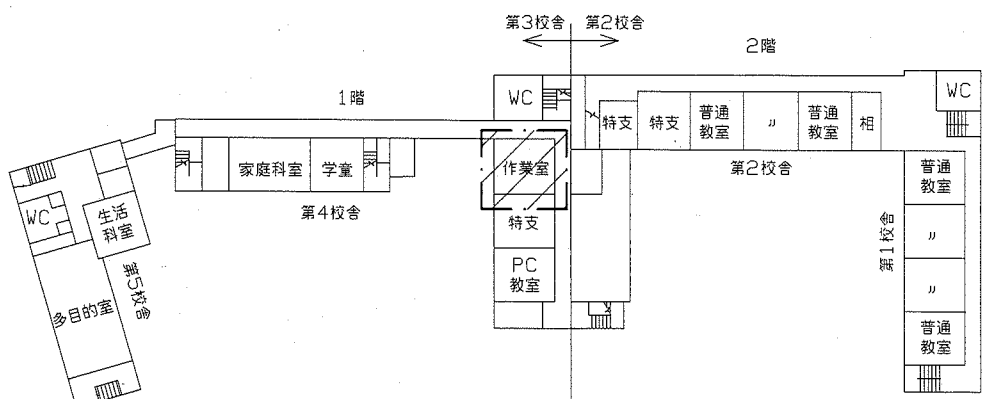 第3校舎
第2校舎
2階
1階
WC
WC
特支
特支
普通
教室
〃
普通
教室
相
家庭科室
学童
作業室
第2校舎
普通
教室
第4校舎
WC
生活
科室
特支
第1校舎
〃
第5校舎
PC
教室
〃
多目的室
普通
教室